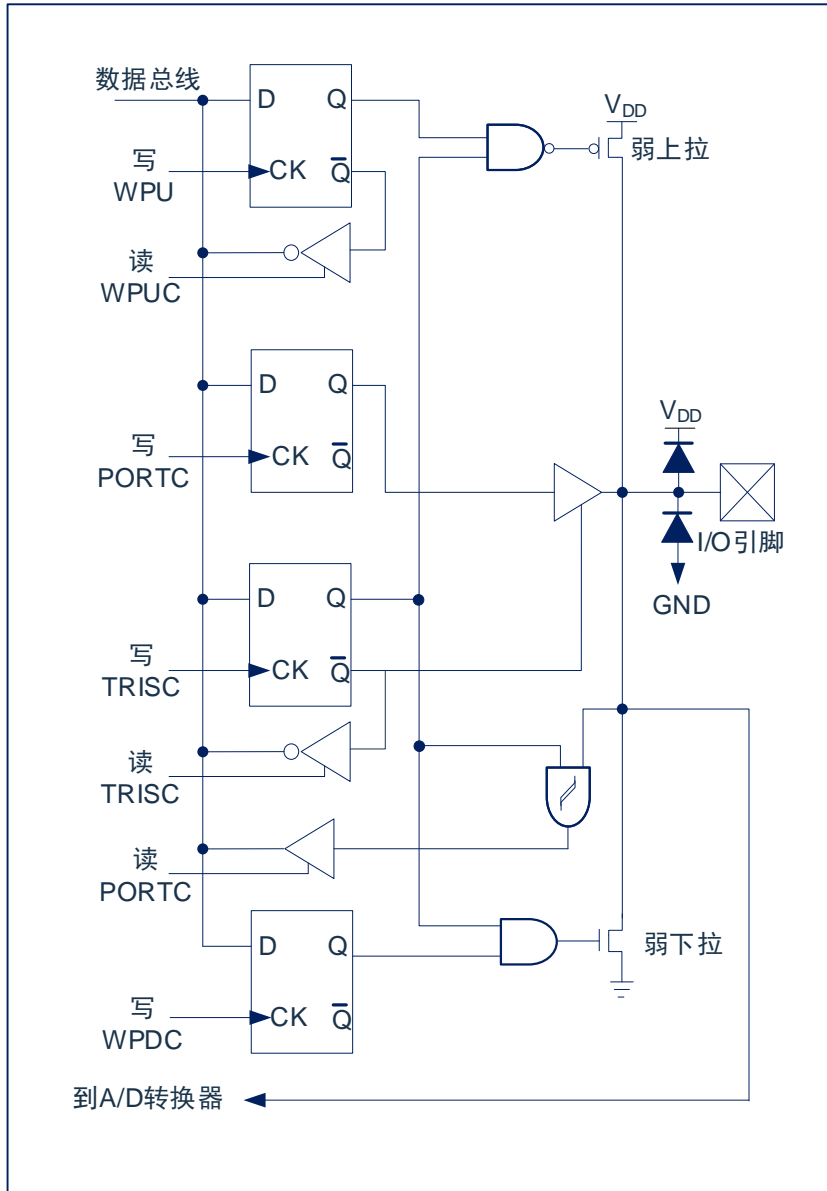 数据总线
D Q
写
WPU
CK Q̅
VDD
弱上拉
读
WPUC
D Q
写
PORTC
CK Q̅
VDD
I/O引脚
GND
D Q
写
TRISC
CK Q̅
读
TRISC
读
PORTC
D Q
写
WPDC
CK Q̅
弱下拉
到A/D转换器